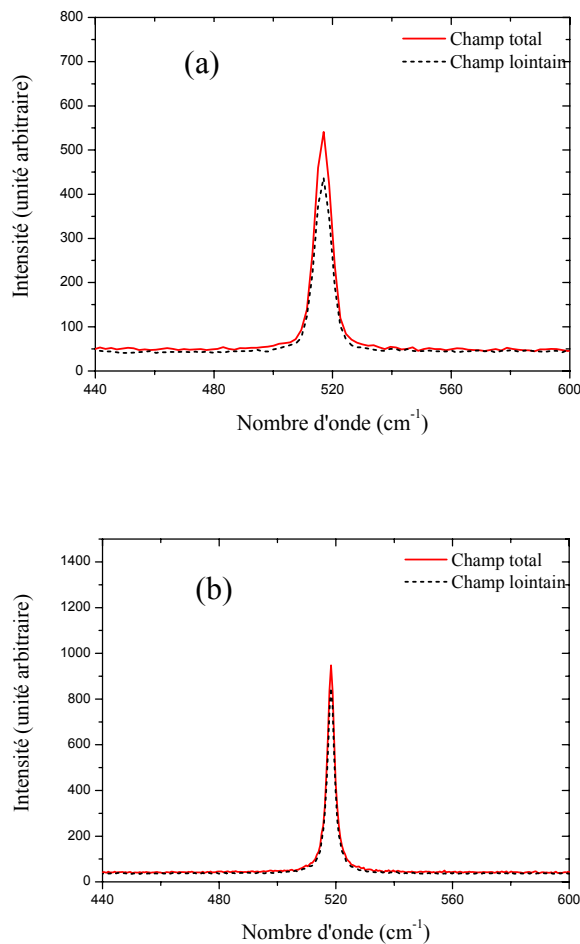 800
700
600
500
400
300
200
100
0
Intensité (unité arbitraire)
(a)
Champ total
Champ lointain
440
480
520
560
600
Nombre d'onde (cm⁻¹)
1400
1200
1000
800
600
400
200
0
Intensité (unité arbitraire)
(b)
Champ total
Champ lointain
440
480
520
560
600
Nombre d'onde (cm⁻¹)